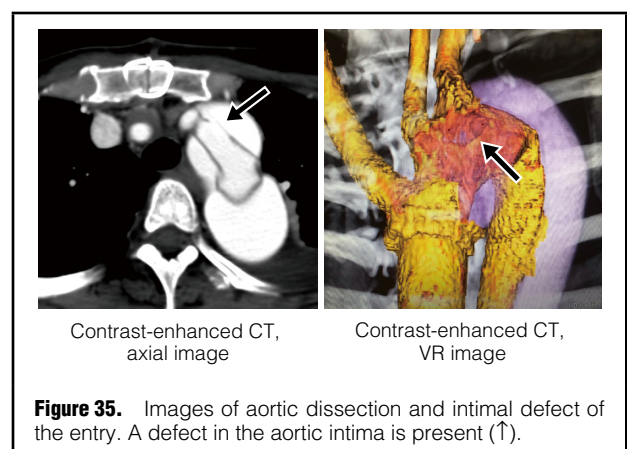 Contrast-enhanced CT,
axial image
Contrast-enhanced CT,
VR image
Figure 35. Images of aortic dissection and intimal defect of
the entry. A defect in the aortic intima is present (↑).